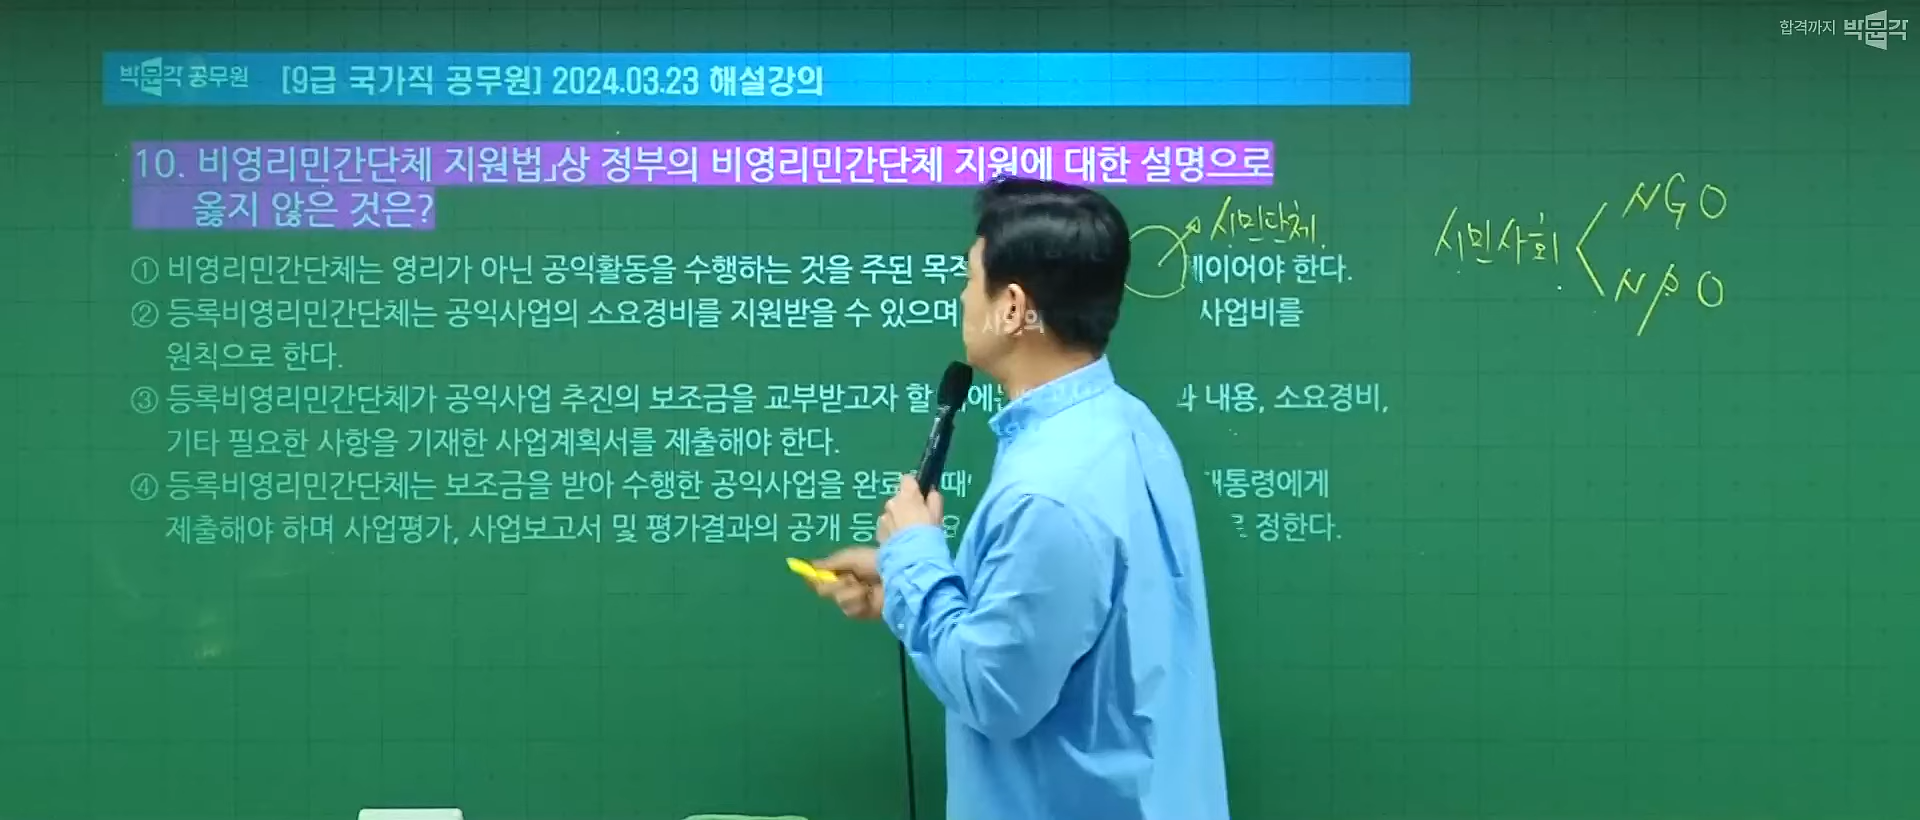 합격까지 박문각
박문각 공무원 [9급 국가직 공무원] 2024.03.23 해설강의
10. 비영리민간단체 지원법」상 정부의 비영리민간단체 지원에 대한 설명으로
옳지 않은 것은?
시민단체
시민사회
NGO
NPO
① 비영리민간단체는 영리가 아닌 공익활동을 수행하는 것을 주된 이어야 한다.
② 등록비영리민간단체는 공익사업의 소요경비를 지원받을 수 있으며 사업비를
원칙으로 한다.
③ 등록비영리민간단체가 공익사업 추진의 보조금을 교부받고자 할 내용, 소요경비,
기타 필요한 사항을 기재한 사업계획서를 제출해야 한다.
④ 등록비영리민간단체는 보조금을 받아 수행한 공익사업을 통령에게
제출해야 하며 사업평가, 사업보고서 및 평가결과의 공개 정한다.